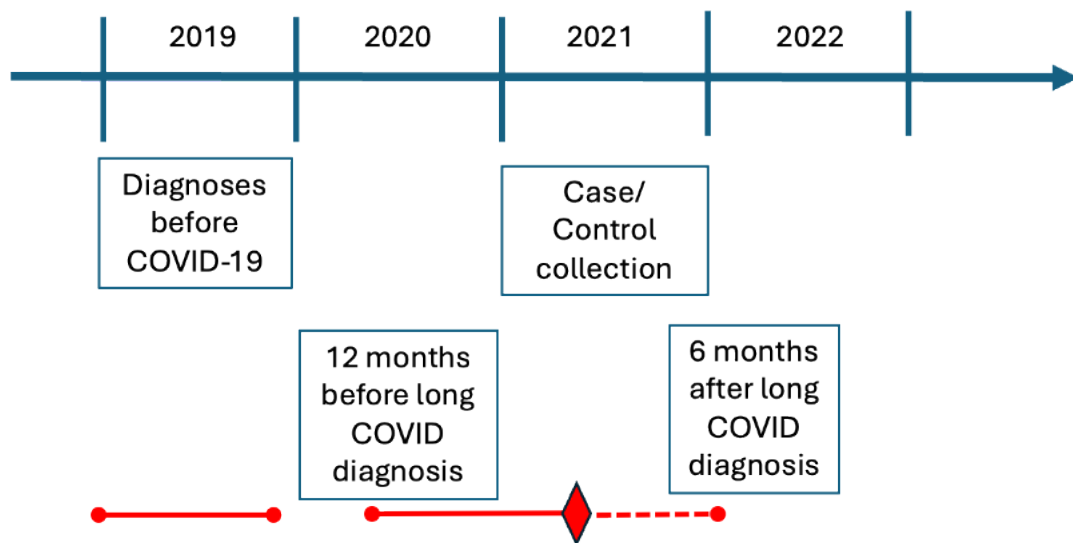 2019
2020
2021
2022
Diagnoses
before
COVID-19
Case/
Control
collection
12 months
before long
COVID
diagnosis
6 months
after long
COVID
diagnosis